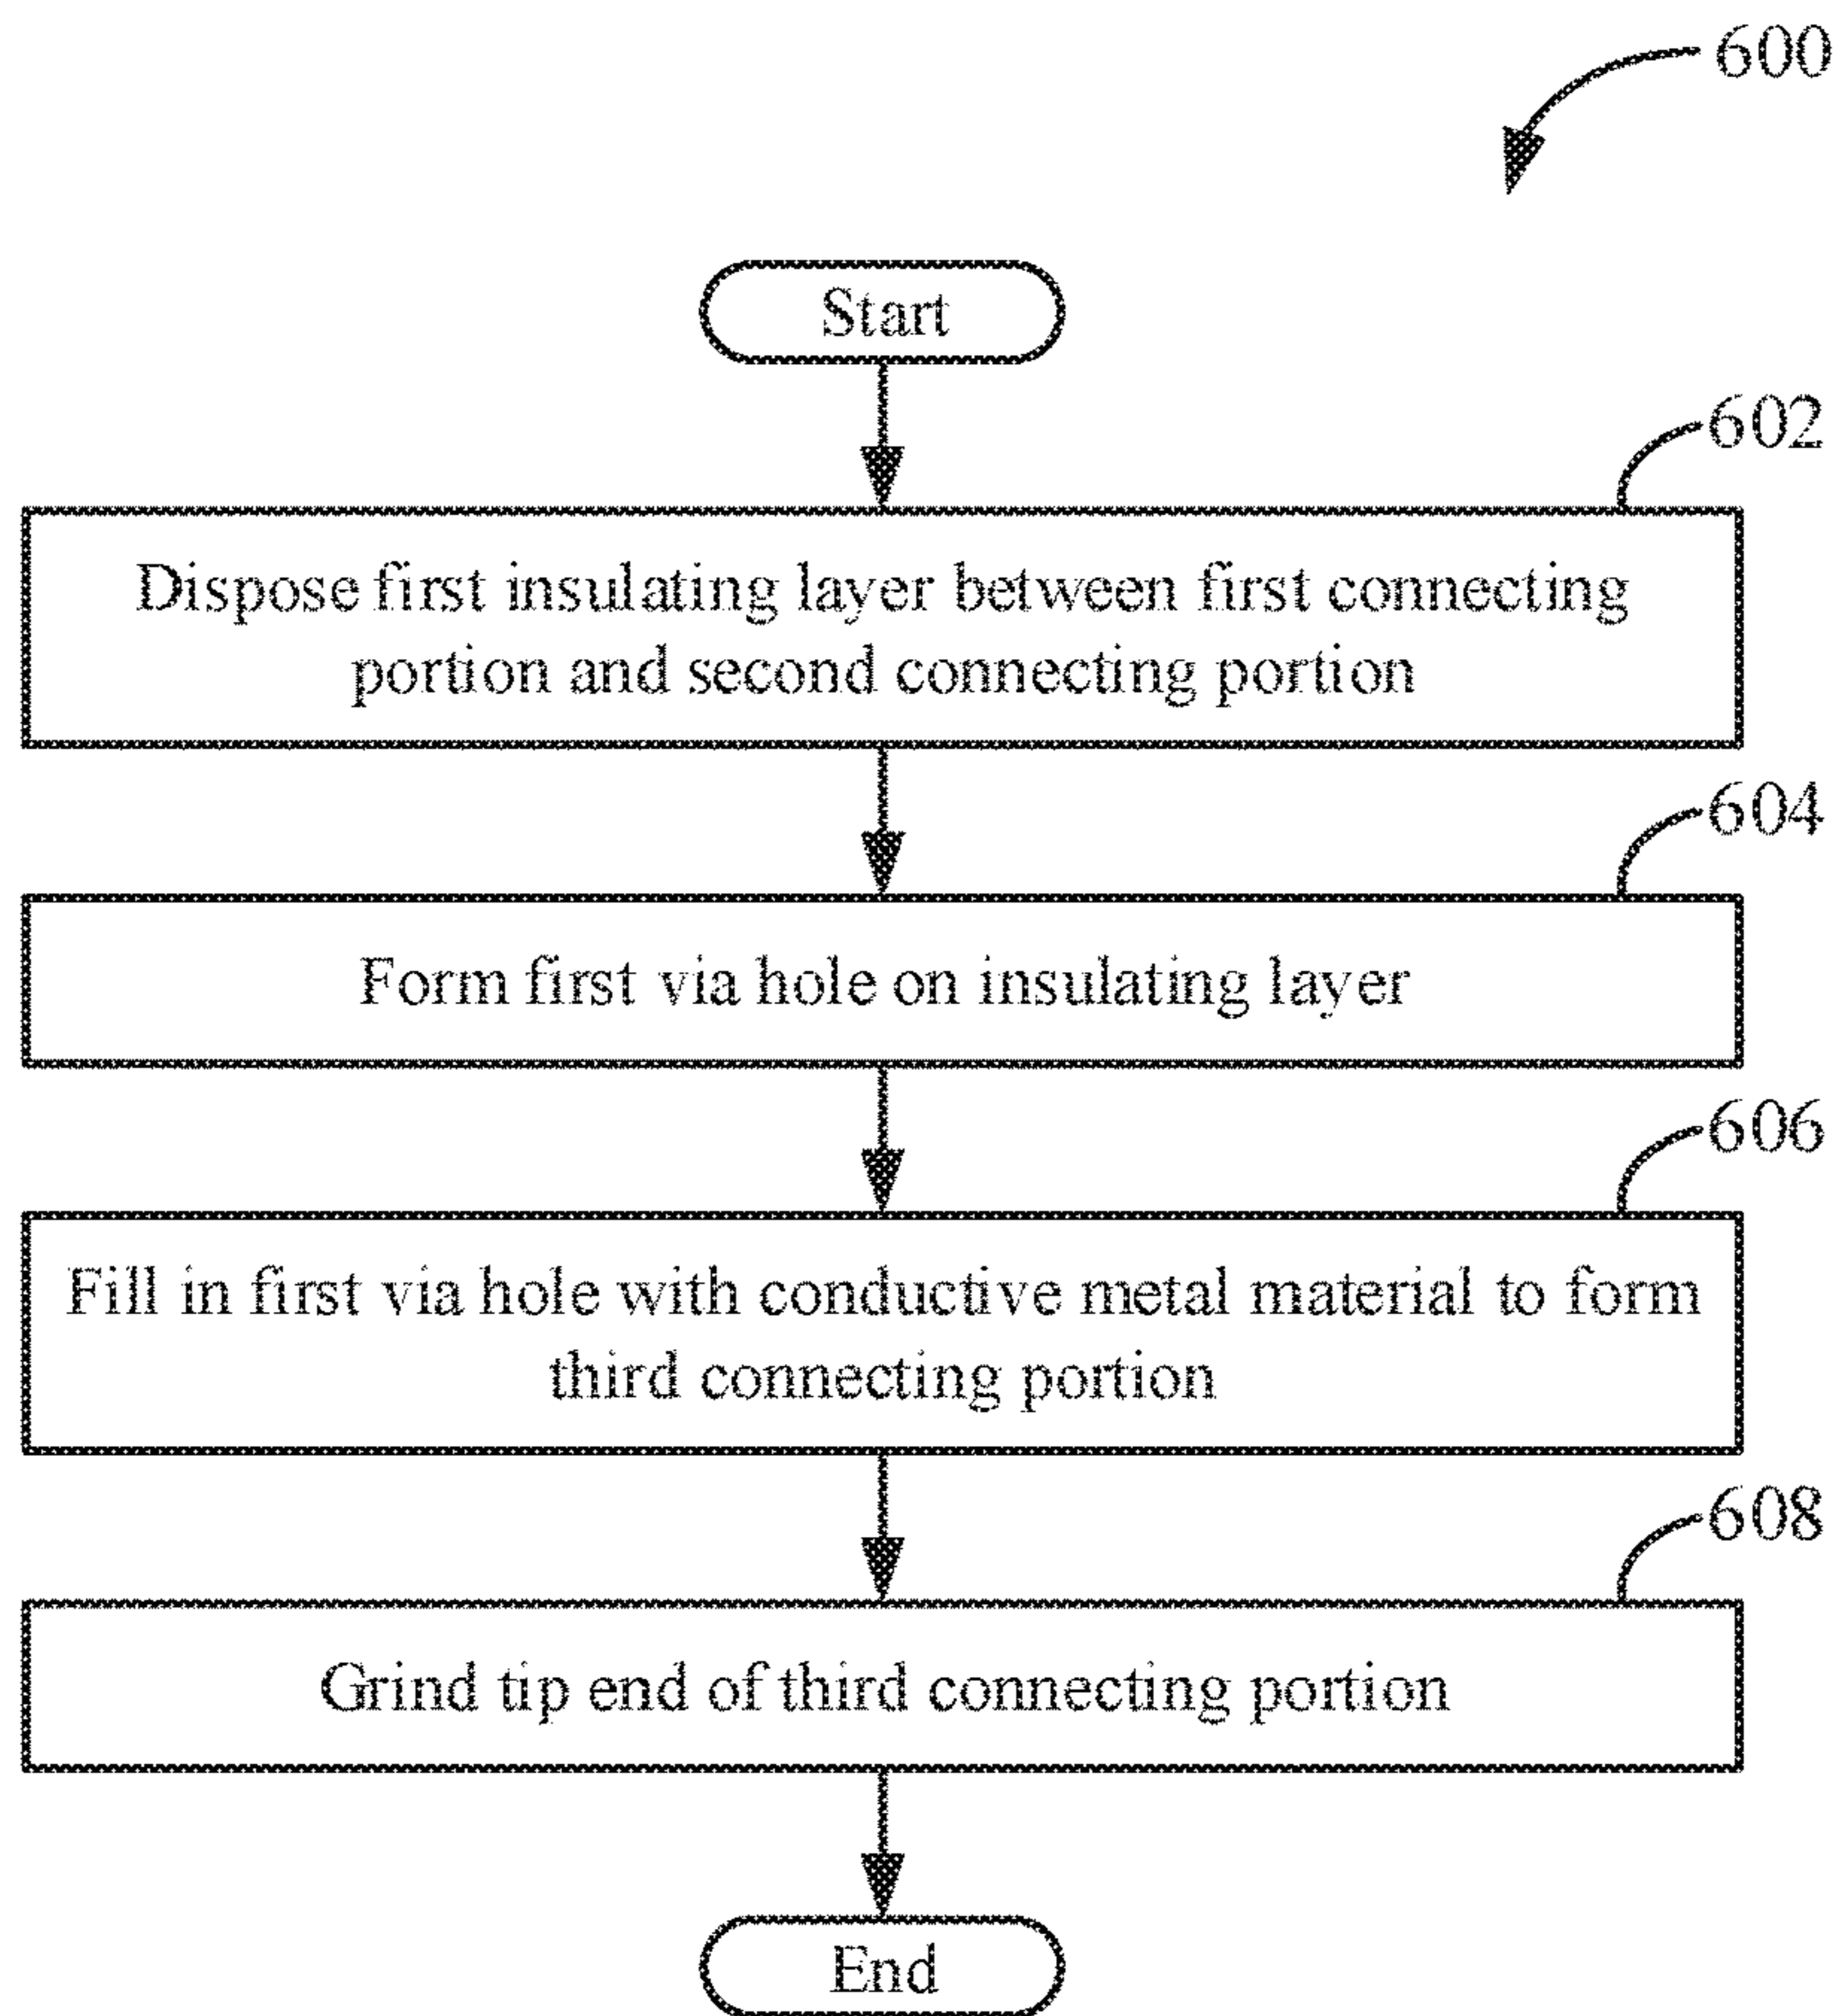 600
Start
602
Dispose first insulating layer between first connecting
portion and second connecting portion
604
Form first via hole on insulating layer
606
Fill in first via hole with conductive metal material to form
third connecting portion
608
Grind tip end of third connecting portion
End